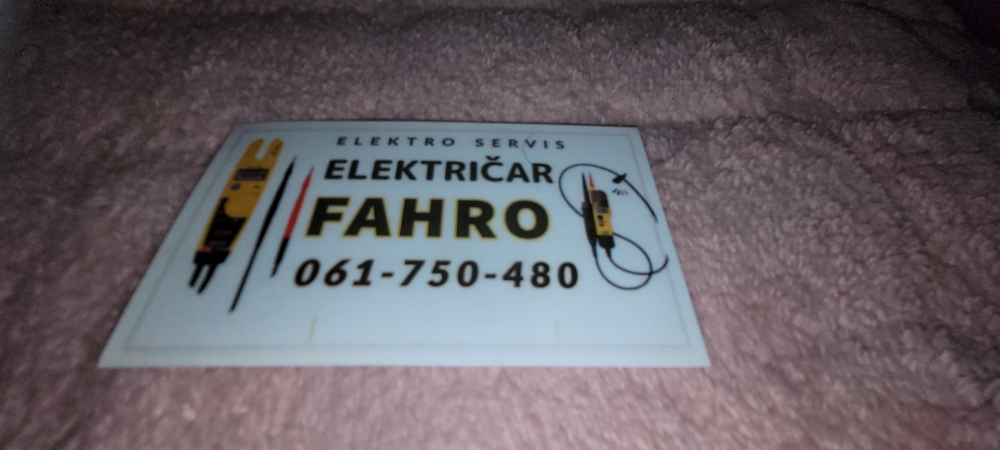 ELEKTRO SERVIS
ELEKTRIČAR
FAHRO
061-750-480